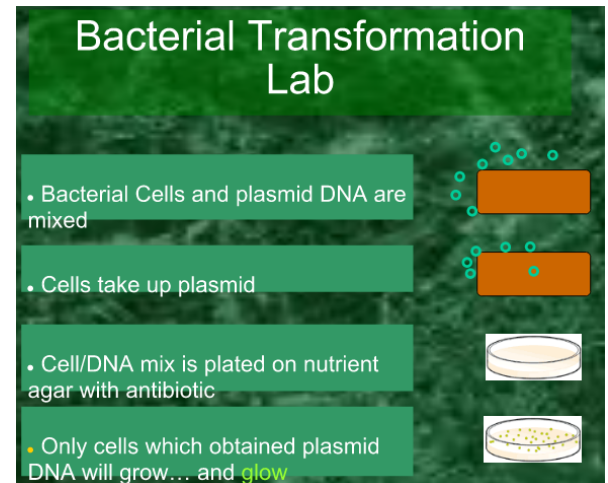 Bacterial Transformation
Lab
• Bacterial Cells and plasmid DNA are
mixed
• Cells take up plasmid
• Cell/DNA mix is plated on nutrient
agar with antibiotic
• Only cells which obtained plasmid
DNA will grow... and glow